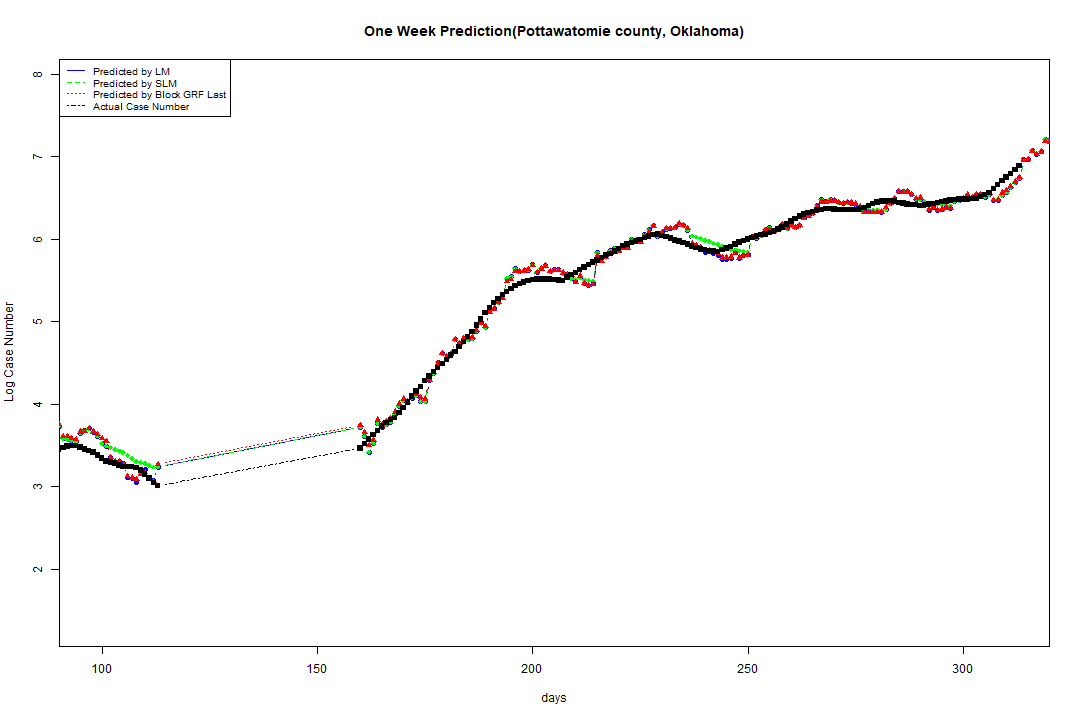 One Week Prediction(Pottawatomie county, Oklahoma)
Predicted by LM
Predicted by SLM
Predicted by Block GRF Last
Actual Case Number
8
7
6
5
4
3
2
Log Case Number
100 150 200 250 300
days